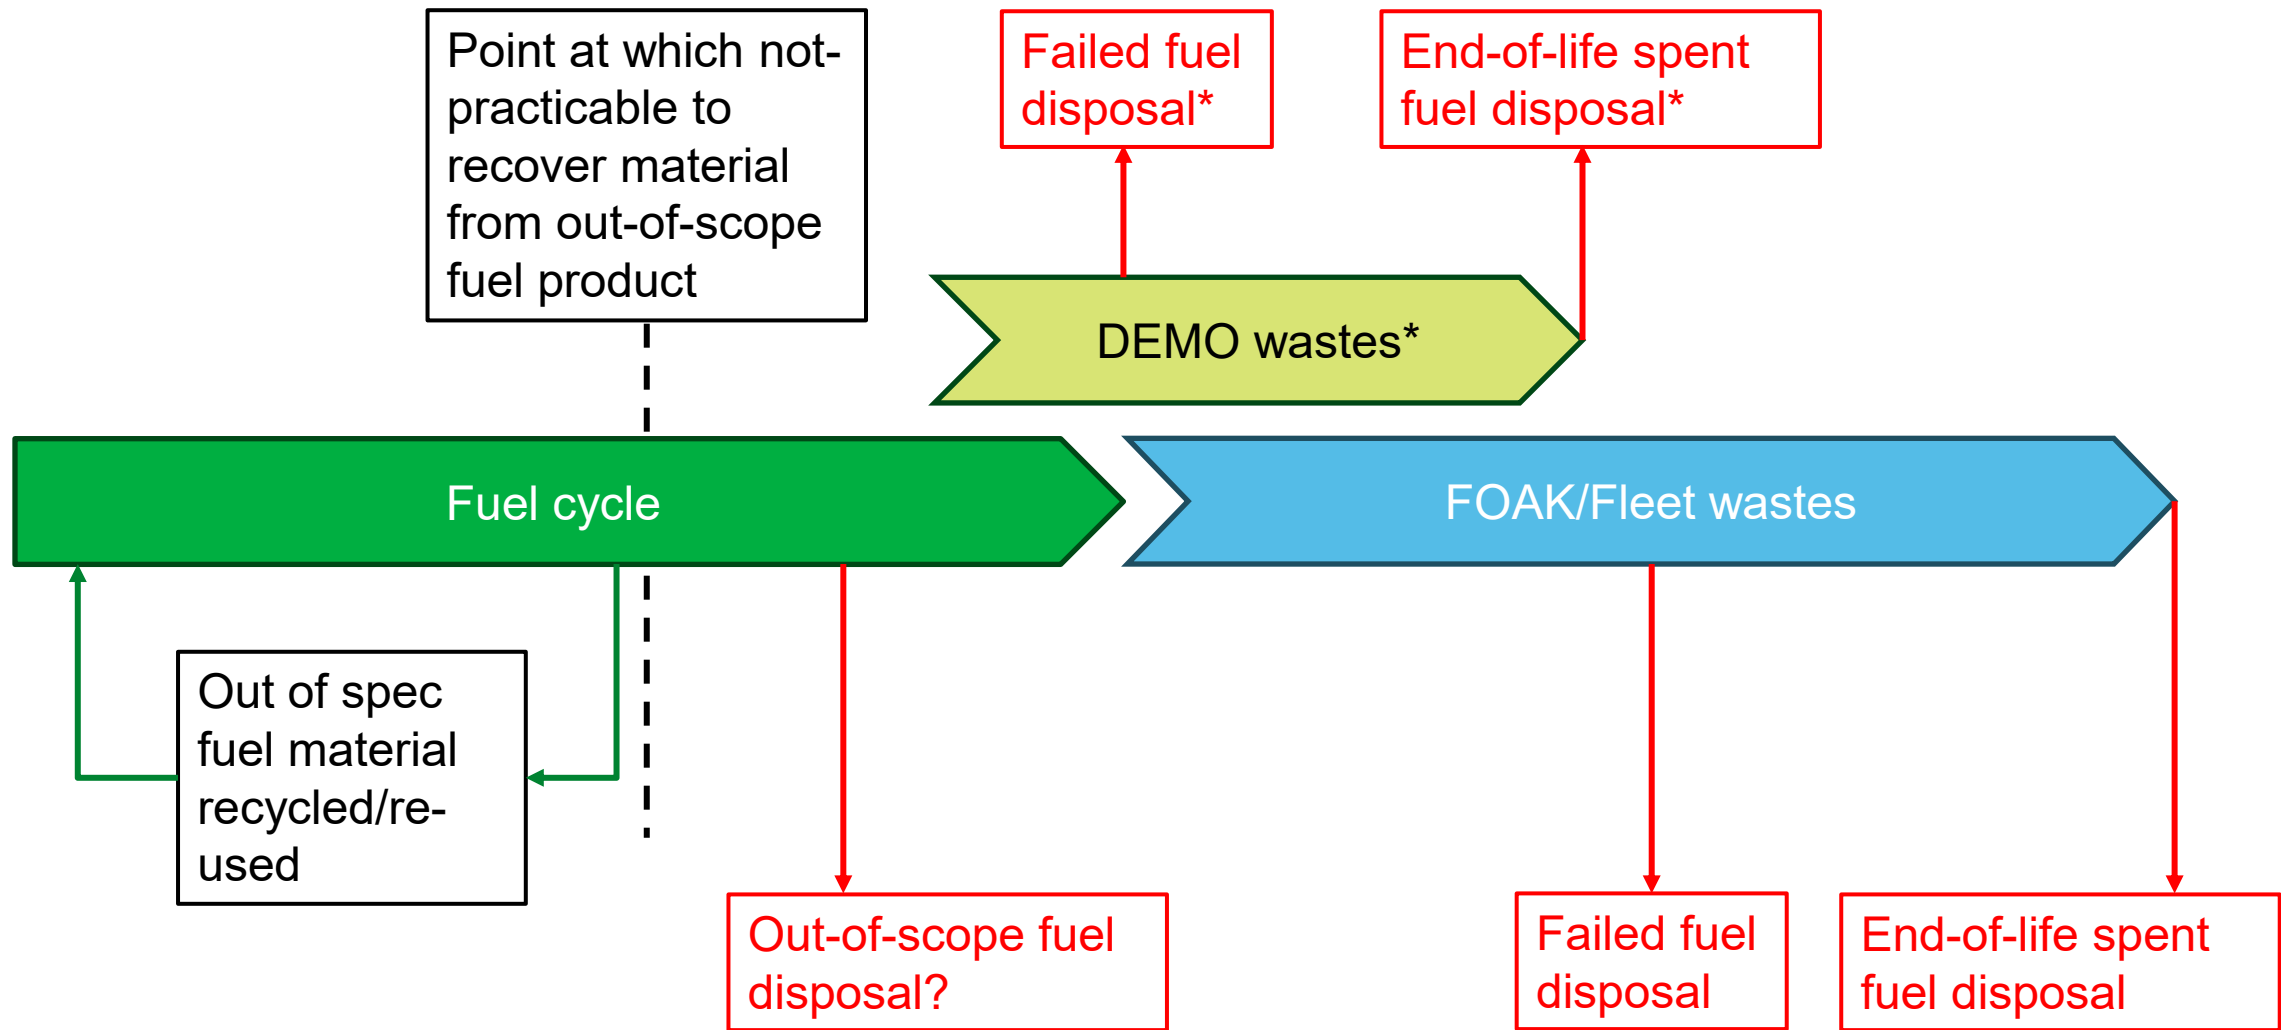 Point at which not-
practicable to
recover material
from out-of-scope
fuel product
Failed fuel
disposal*
End-of-life spent
fuel disposal*
DEMO wastes*
Fuel cycle
FOAK/Fleet wastes
Out of spec
fuel material
recycled/re-
used
Out-of-scope fuel
disposal?
Failed fuel
disposal
End-of-life spent
fuel disposal